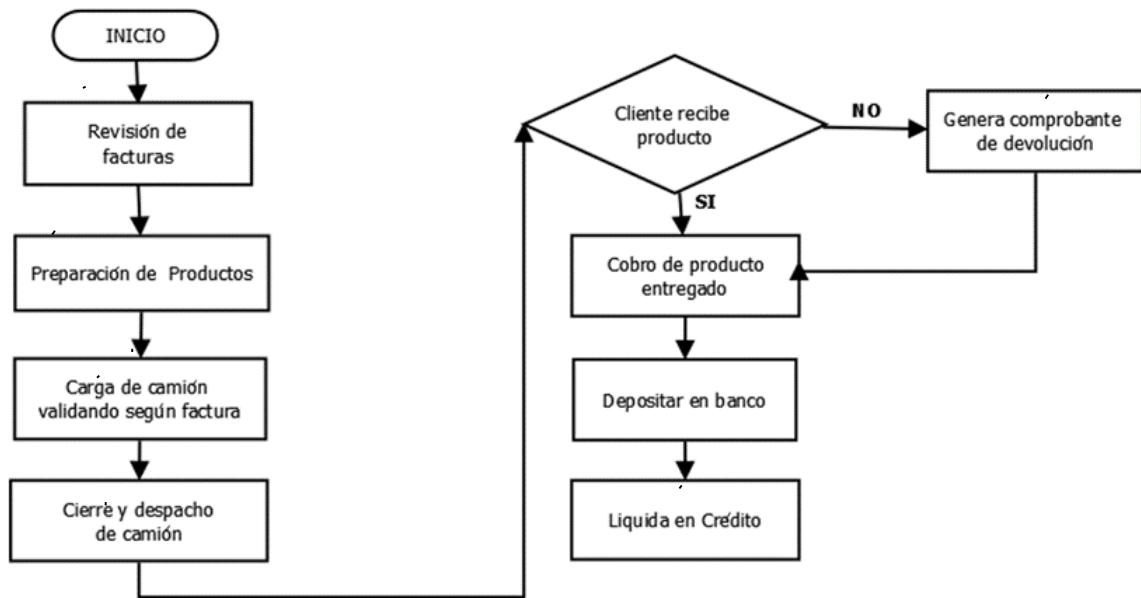 INICIO
Revisión de
facturas
Preparación de Productos
Carga de camión
validando según factura
Cierre y despacho
de camión
Cliente recibe
producto
NO
Genera comprobante
de devolución
SI
Cobro de producto
entregado
Depositar en banco
Liquida en Crédito